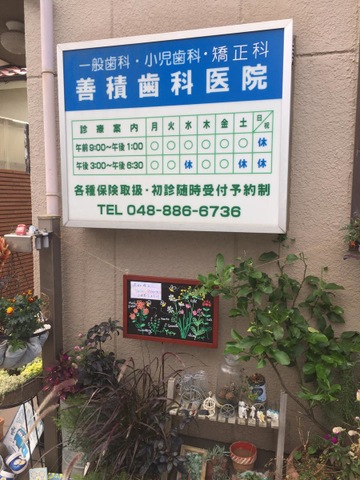 一般歯科・小児歯科・矯正科
善積歯科医院
診療案内 月 火 水 木 金 土 日祝
午前9:00〜午後1:00 ○ ○ ○ ○ ○ ○ 休
午後3:00〜午後6:30 ○ ○ 休 ○ ○ 休 休
各種保険取扱・初診随時受付予約制
TEL 048-886-6736